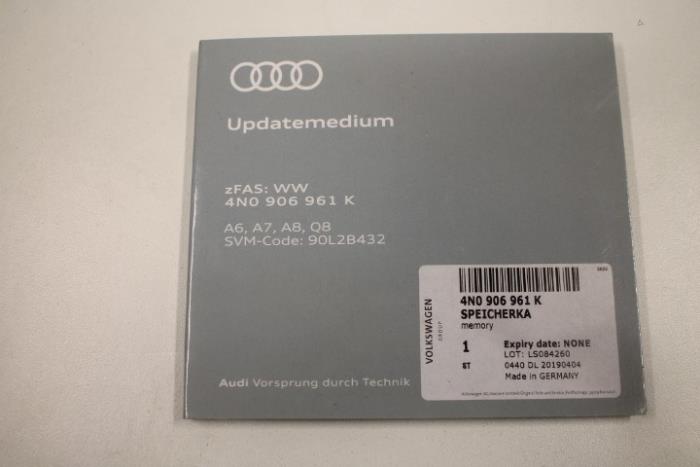 Updatemedium
zFAS: WW
4N0 906 961 K
A6, A7, A8, Q8
SVM-Code: 90L2B432
Audi Vorsprung durch Technik
VOLKSWAGEN
GROUP
4N0 906 961 K
SPEICHERKA
memory
1
Expiry date: NONE
LOT: LS084260
ST
0440 DL 20190404
Made in GERMANY